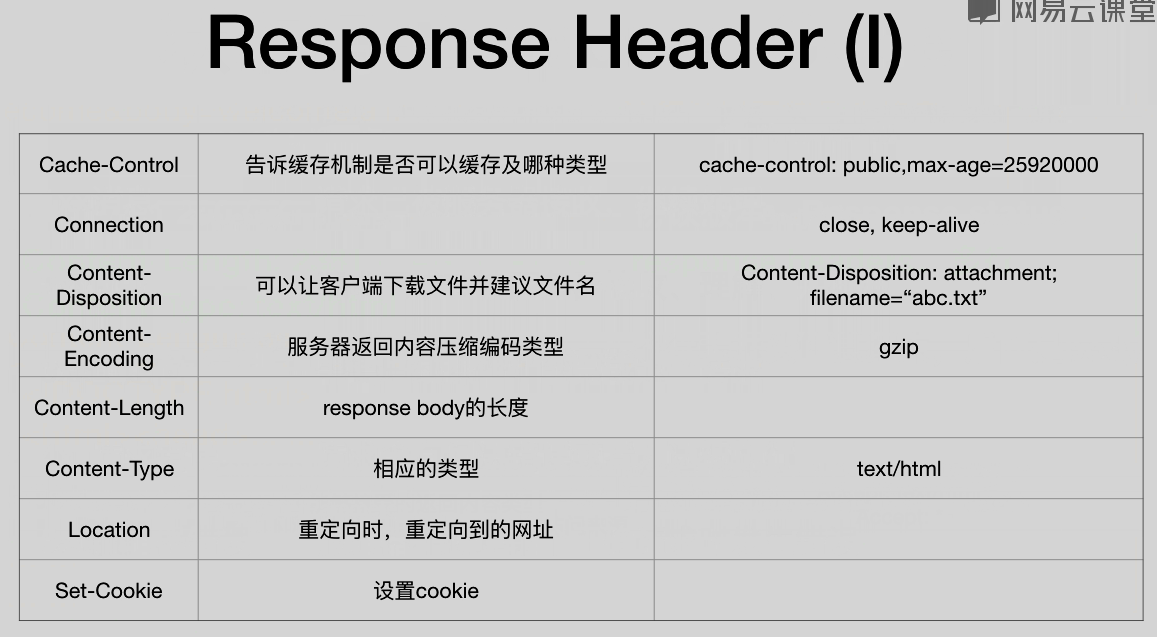 网易云课堂
Response Header (I)
Cache-Control 告诉缓存机制是否可以缓存及哪种类型 cache-control: public,max-age=25920000
Connection close, keep-alive
Content-
Disposition 可以让客户端下载文件并建议文件名 Content-Disposition: attachment;
filename=“abc.txt”
Content-
Encoding 服务器返回内容压缩编码类型 gzip
Content-Length response body的长度
Content-Type 相应的类型 text/html
Location 重定向时，重定向到的网址
Set-Cookie 设置cookie